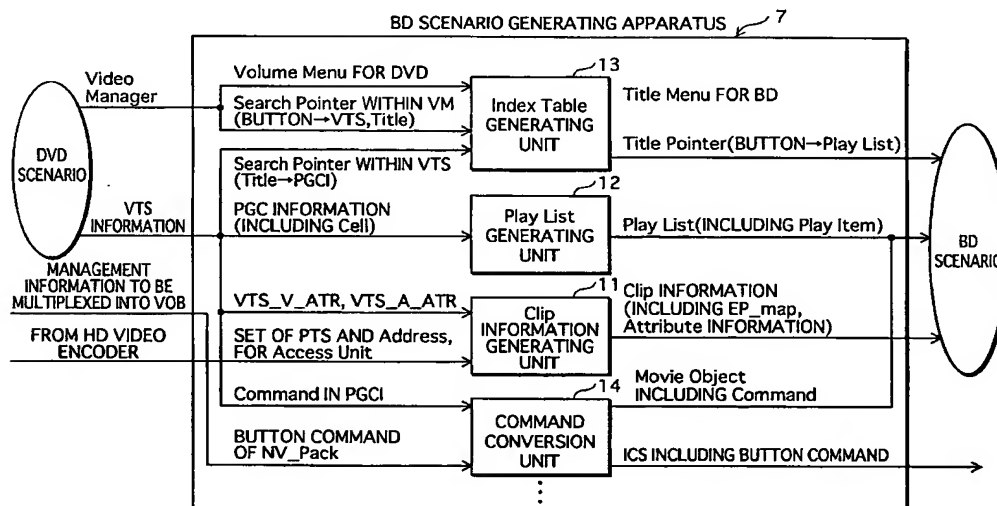 BD SCENARIO GENERATING APPARATUS
7
Video
Manager
Volume Menu FOR DVD
Search Pointer WITHIN VM
(BUTTON→VTS,Title)
13
Index Table
GENERATING
UNIT
Title Menu FOR BD
Title Pointer(BUTTON→Play List)
DVD
SCENARIO
Search Pointer WITHIN VTS
(Title→PGCI)
VTS
INFORMATION
PGC INFORMATION
(INCLUDING Cell)
12
Play List
GENERATING
UNIT
Play List(INCLUDING Play Item)
BD
SCENARIO
MANAGEMENT
INFORMATION TO BE
MULTIPLEXED INTO VOB
VTS_V_ATR, VTS_A_ATR
11
Clip
INFORMATION
GENERATING
UNIT
Clip INFORMATION
(INCLUDING EP_map,
Attribute INFORMATION)
FROM HD VIDEO
ENCODER
SET OF PTS AND Address,
FOR Access Unit
Command IN PGCI
14
COMMAND
CONVERSION
UNIT
Movie Object
INCLUDING Command
BUTTON COMMAND
OF NV_Pack
ICS INCLUDING BUTTON COMMAND